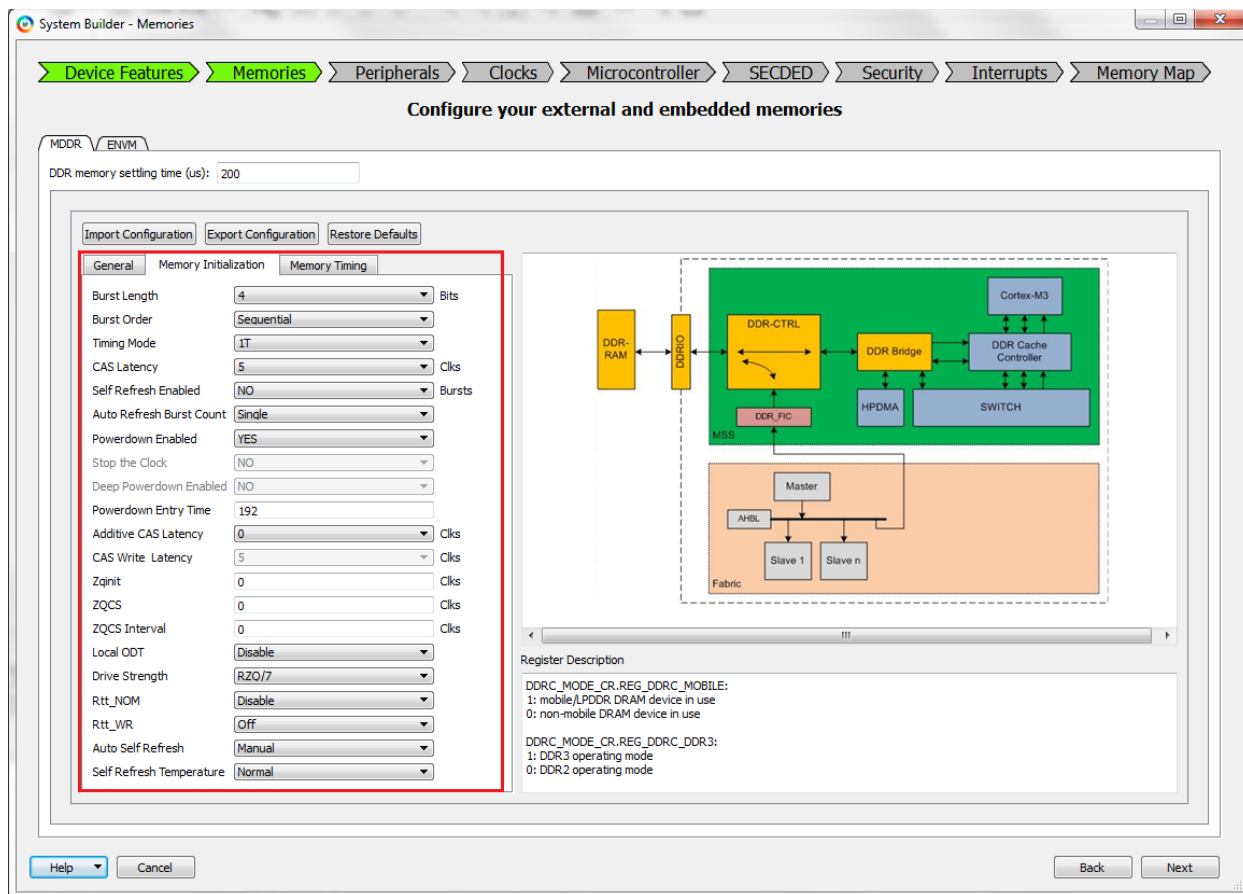 System Builder - Memories
Device Features
Memories
Peripherals
Clocks
Microcontroller
SECDED
Security
Interrupts
Memory Map
Configure your external and embedded memories
MDDR
ENVM
DDR memory settling time (us): 200
Import Configuration
Export Configuration
Restore Defaults
General
Memory Initialization
Memory Timing
Burst Length 4 Bits
Burst Order Sequential
Timing Mode 1T
CAS Latency 5 Clks
Self Refresh Enabled NO Bursts
Auto Refresh Burst Count Single
Powerdown Enabled YES
Stop the Clock NO
Deep Powerdown Enabled NO
Powerdown Entry Time 192
Additive CAS Latency 0 Clks
CAS Write Latency 5 Clks
Zqinit 0 Clks
ZQCS 0 Clks
ZQCS Interval 0 Clks
Local ODT Disable
Drive Strength RZQ/7
Rtt_NOM Disable
Rtt_WR Off
Auto Self Refresh Manual
Self Refresh Temperature Normal
DDR-
RAM
DDRIO
DDR-CTRL
DDR_FIC
MSS
DDR Bridge
HPDMA
Cortex-M3
DDR Cache
Controller
SWITCH
Master
AHBL
Slave 1
Slave n
Fabric
Register Description
DDRC_MODE_CR.REG_DDRC_MOBILE:
1: mobile/LPDDR DRAM device in use
0: non-mobile DRAM device in use
DDRC_MODE_CR.REG_DDRC_DDR3:
1: DDR3 operating mode
0: DDR2 operating mode
Help
Cancel
Back
Next